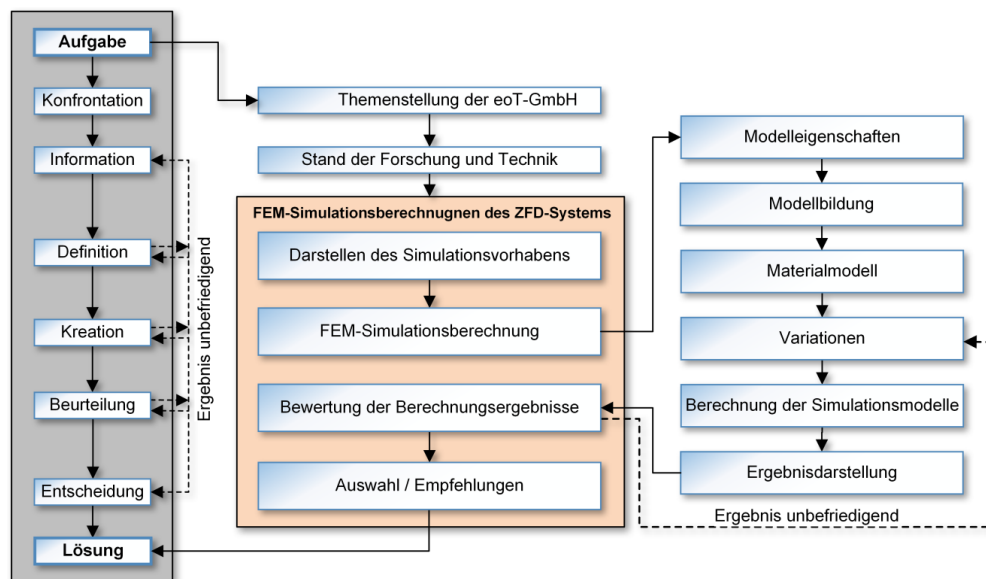 Aufgabe
Konfrontation
Information
Definition
Kreation
Beurteilung
Entscheidung
Lösung
Ergebnis unbefriedigend
Themenstellung der eoT-GmbH
Stand der Forschung und Technik
FEM-Simulationsberechnugnen des ZFD-Systems
Darstellen des Simulationsvorhabens
FEM-Simulationsberechnung
Bewertung der Berechnungsergebnisse
Auswahl / Empfehlungen
Modelleigenschaften
Modellbildung
Materialmodell
Variationen
Berechnung der Simulationsmodelle
Ergebnisdarstellung
Ergebnis unbefriedigend